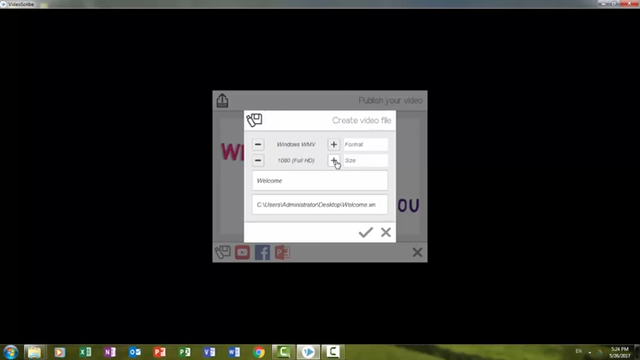 VideoScribe
Publish your video
Create video file
Windows WMV
Format
1080 (Full HD)
Size
Welcome
C:\Users\Administrator\Desktop\Welcome.wn
OU
EN
5:24 PM
5/26/2017